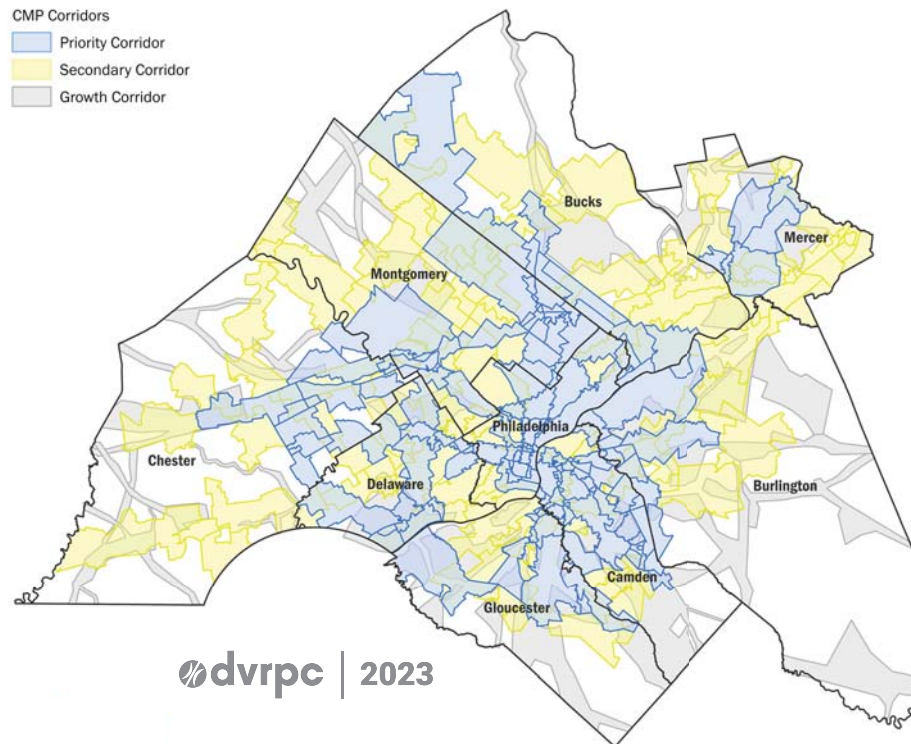 CMP Corridors
Priority Corridor
Secondary Corridor
Growth Corridor
Bucks
Mercer
Montgomery
Philadelphia
Chester
Delaware
Burlington
Camden
Gloucester
dvrpc | 2023